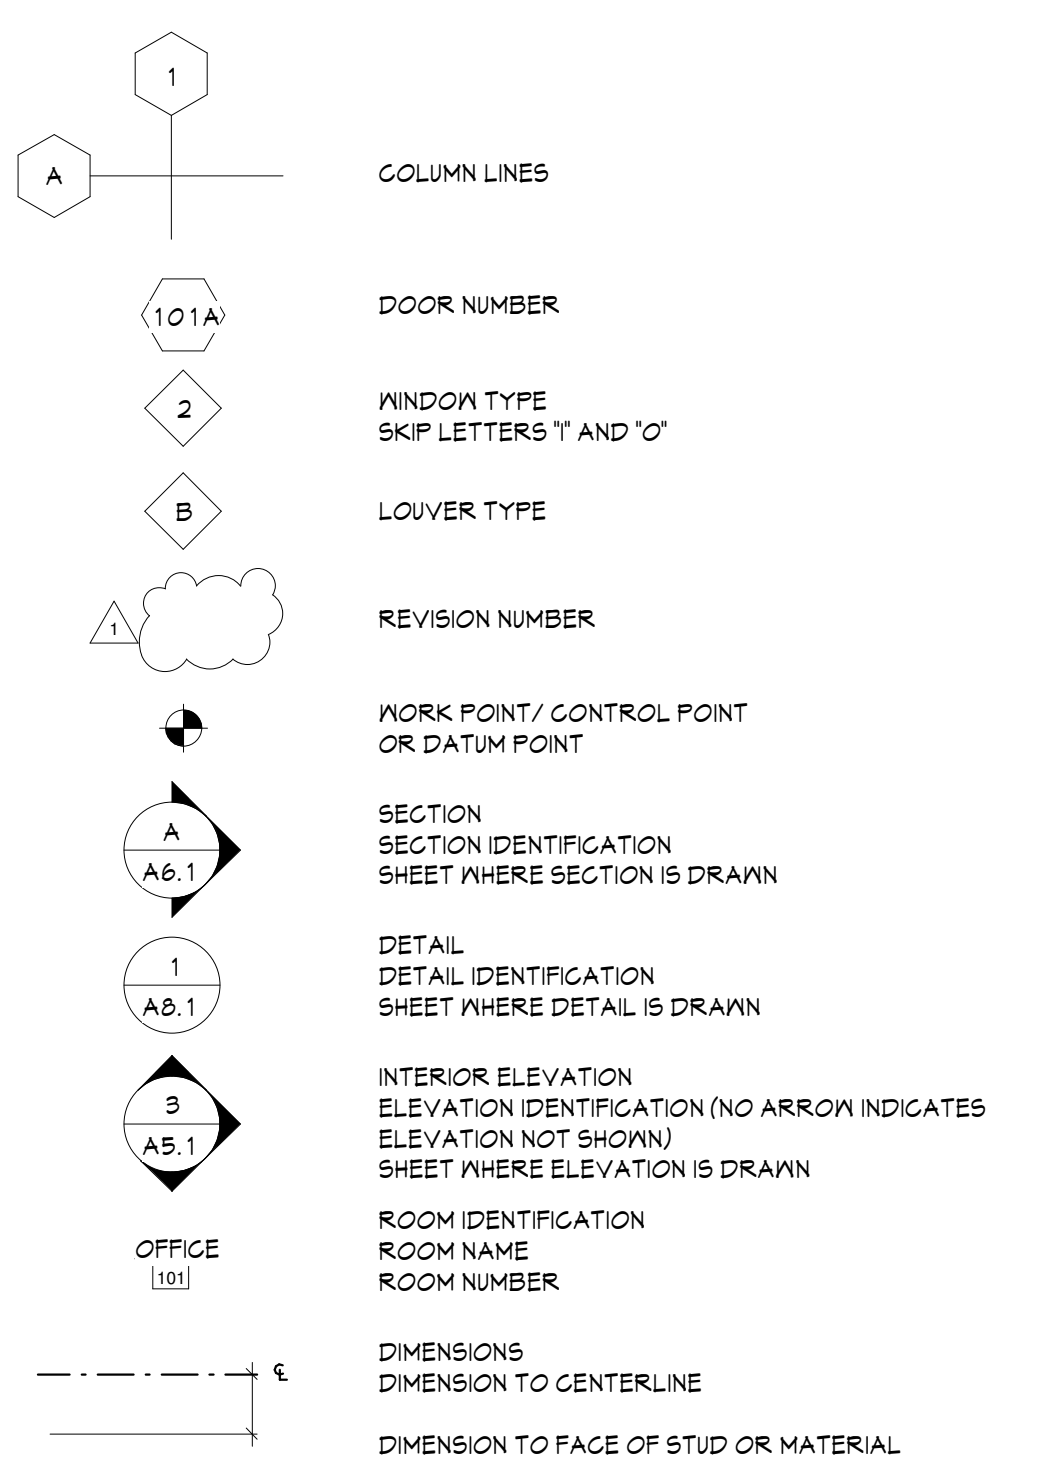 1
A
COLUMN LINES
101A
DOOR NUMBER
2
WINDOW TYPE
SKIP LETTERS "I" AND "O"
B
LOUVER TYPE
1
REVISION NUMBER
WORK POINT/ CONTROL POINT
OR DATUM POINT
A
A6.1
SECTION
SECTION IDENTIFICATION
SHEET WHERE SECTION IS DRAWN
1
A8.1
DETAIL
DETAIL IDENTIFICATION
SHEET WHERE DETAIL IS DRAWN
3
A5.1
INTERIOR ELEVATION
ELEVATION IDENTIFICATION (NO ARROW INDICATES
ELEVATION NOT SHOWN)
SHEET WHERE ELEVATION IS DRAWN
OFFICE
101
ROOM IDENTIFICATION
ROOM NAME
ROOM NUMBER
℄
DIMENSIONS
DIMENSION TO CENTERLINE
DIMENSION TO FACE OF STUD OR MATERIAL